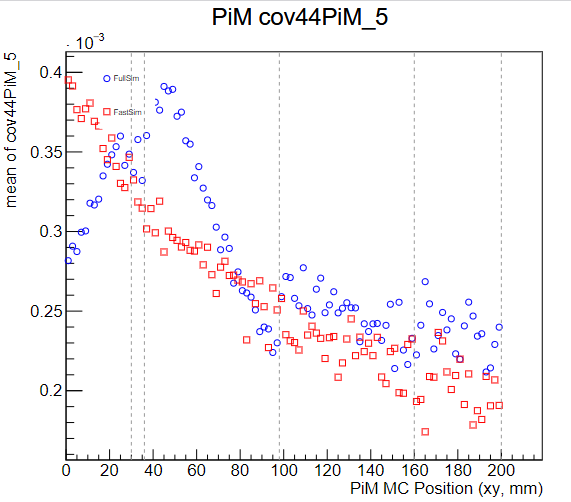 PiM cov44PiM_5
· 10⁻³
mean of cov44PiM_5
0.4
0.35
0.3
0.25
0.2
FullSim
FastSim
0 20 40 60 80 100 120 140 160 180 200
PiM MC Position (xy, mm)